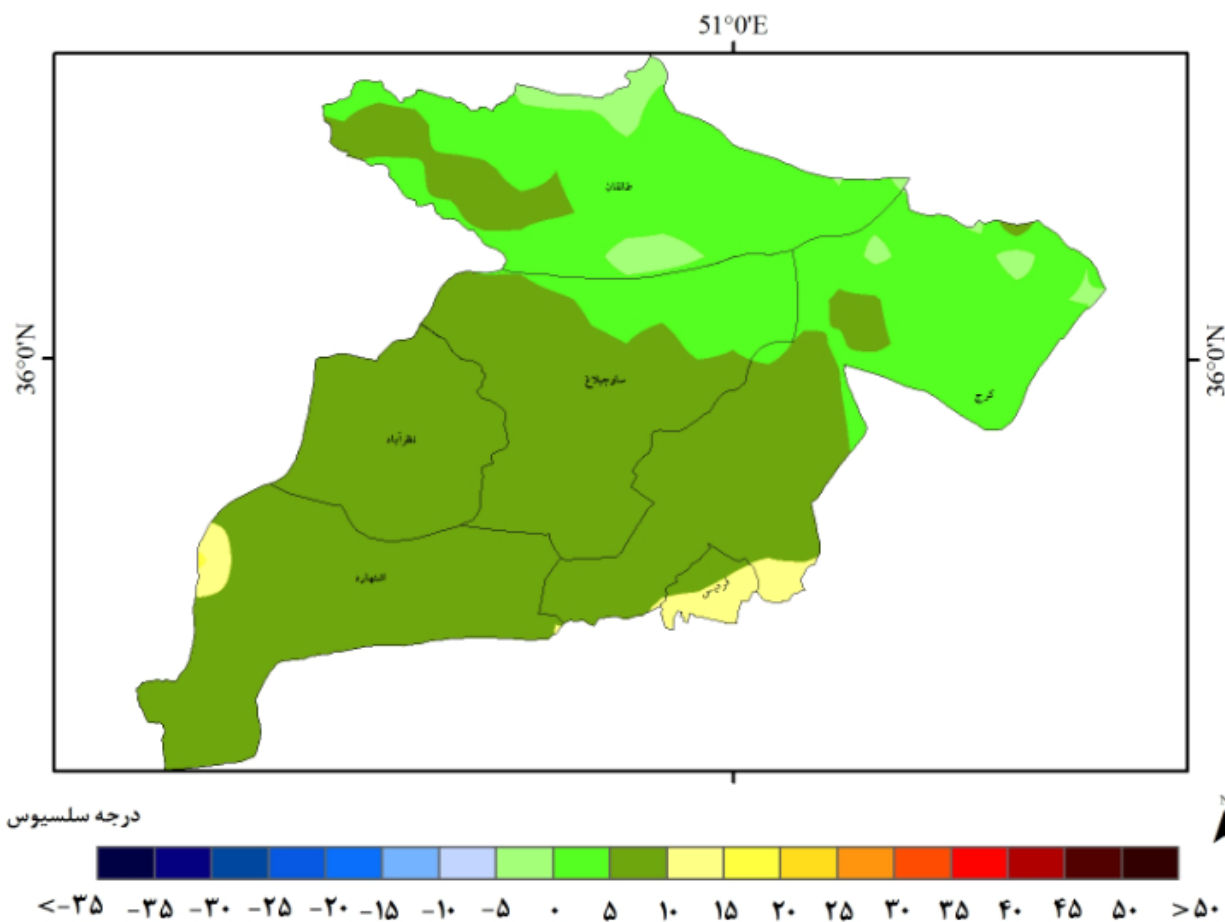 51°0'E
36°0'N
36°0'N
طالقان
ساوجبلاغ
کرج
نظرآباد
اشتهارد
فردیس
درجه سلسیوس
N
<-۳۵ -۳۵ -۳۰ -۲۵ -۲۰ -۱۵ -۱۰ -۵ ۰ ۵ ۱۰ ۱۵ ۲۰ ۲۵ ۳۰ ۳۵ ۴۰ ۴۵ ۵۰ >۵۰